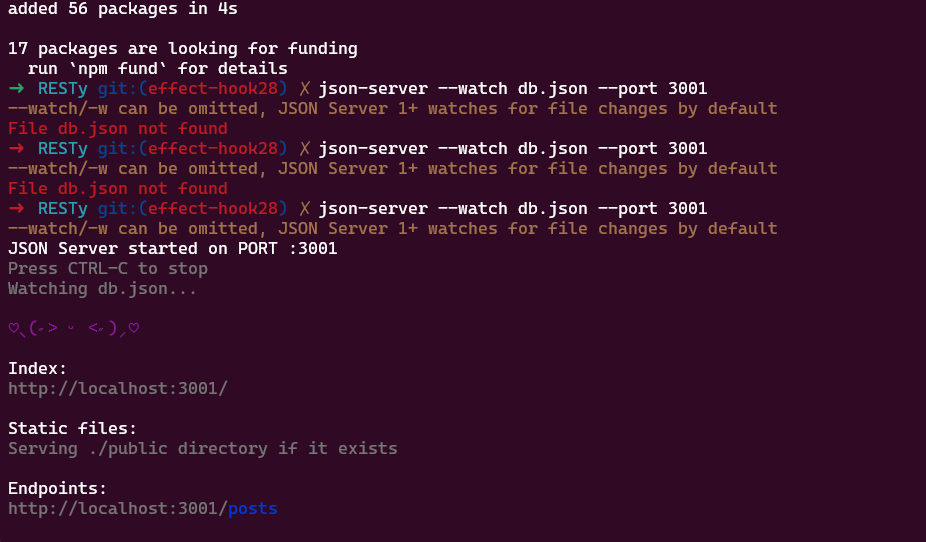 added 56 packages in 4s
17 packages are looking for funding
run `npm fund` for details
→ RESTy git:(effect-hook28) ✗ json-server --watch db.json --port 3001
--watch/-w can be omitted, JSON Server 1+ watches for file changes by default
File db.json not found
→ RESTy git:(effect-hook28) ✗ json-server --watch db.json --port 3001
--watch/-w can be omitted, JSON Server 1+ watches for file changes by default
File db.json not found
→ RESTy git:(effect-hook28) ✗ json-server --watch db.json --port 3001
--watch/-w can be omitted, JSON Server 1+ watches for file changes by default
JSON Server started on PORT :3001
Press CTRL-C to stop
Watching db.json...
♡⸜(˶˃ ᵕ ˂˶)⸝♡
Index:
http://localhost:3001/
Static files:
Serving ./public directory if it exists
Endpoints:
http://localhost:3001/posts